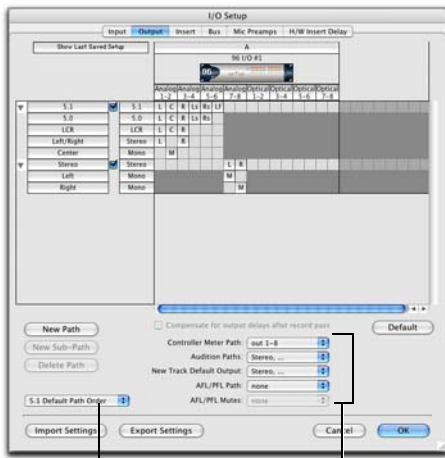 I/O Setup
Input Output Insert Bus Mic Preamps H/W Insert Delay
Show Last Saved Setup
A
96 I/O #1
96
Analog Analog Analog Analog Optical Optical Optical Optical
1-2 3-4 5-6 7-8 1-2 3-4 5-6 7-8
5.1 5.1 L C R Ls Rs Lf
5.0 5.0 L C R Ls Rs
LCR LCR L C R
Left/Right Stereo L R
Center Mono M
Stereo Stereo L R
Left Mono M
Right Mono M
New Path
New Sub-Path
Delete Path
5.1 Default Path Order
Compensate for output delays after record pass
Default
Controller Meter Path: out 1-8
Audition Paths: Stereo, ...
New Track Default Output: Stereo, ...
AFL/PFL Path: none
AFL/PFL Mutes: none
Import Settings Export Settings Cancel OK